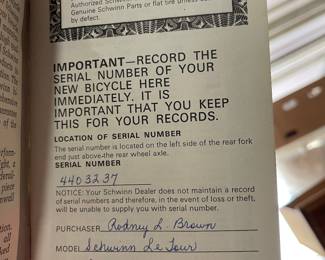 Authorized Schwinn
Genuine Schwinn Parts or flat tire unless
by defect.
IMPORTANT—RECORD THE
SERIAL NUMBER OF YOUR
NEW BICYCLE HERE
IMMEDIATELY. IT IS
IMPORTANT THAT YOU KEEP
THIS FOR YOUR RECORDS.
LOCATION OF SERIAL NUMBER
The serial number is located on the left side of the rear fork
end just above the rear wheel axle.
SERIAL NUMBER
4403237
NOTICE: Your Schwinn Dealer does not maintain a record
of serial numbers and therefore, in the event of loss or theft,
will be unable to supply you with serial number.
PURCHASER Rodney L. Brown
MODEL Schwinn Le Tour